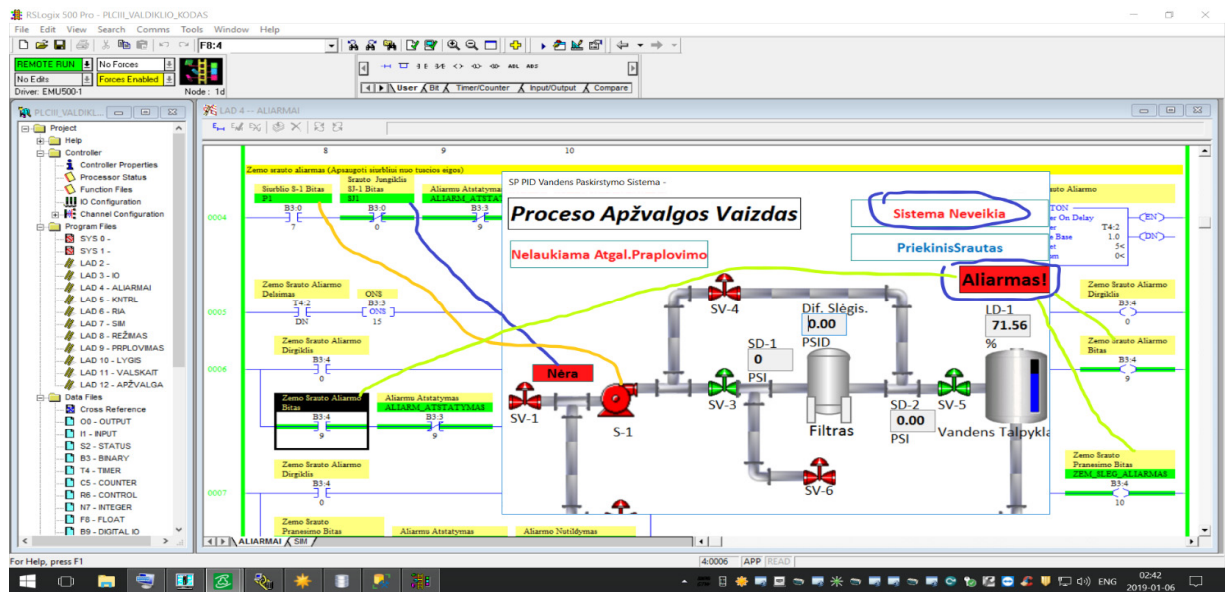 RSLogix 500 Pro - PLCIII_VALDIKLIO_KODAS
File Edit View Search Comms Tools Window Help
F8:4
REMOTE RUN No Forces
No Edits Forces Enabled
Driver: EMU500-1 Node : 1d
User Bit Timer/Counter Input/Output Compare
PLCIII_VALDIKL...
Project
Help
Controller
Controller Properties
Processor Status
Function Files
IO Configuration
Channel Configuration
Program Files
SYS 0 -
SYS 1 -
LAD 2 -
LAD 3 - IO
LAD 4 - ALIARMAI
LAD 5 - KNTRL
LAD 6 - RIA
LAD 7 - SIM
LAD 8 - REŽIMAS
LAD 9 - PRPLOVIMAS
LAD 10 - LYGIS
LAD 11 - VALSKAIT
LAD 12 - APŽVALGA
Data Files
Cross Reference
O0 - OUTPUT
I1 - INPUT
S2 - STATUS
B3 - BINARY
T4 - TIMER
C5 - COUNTER
R6 - CONTROL
N7 - INTEGER
F8 - FLOAT
B9 - DIGITAL IO
LAD 4 -- ALIARMAI
8 9 10
Zemo srauto aliarmas (Apsaugoti siurbliui nuo tuscios eigos)
Siurblio S-1 Bitas
P1
B3:0
7
Srauto Jungiklis
SJ-1 Bitas
SJ1
B3:0
8
Aliarmu Atstatyma
ALIARM_ATSTA
B3:3
9
0004
TON
er On Delay
T4:2
e Base 1.0
5<
0<
EN
DN
Zemo Srauto Aliarmo
Delsimas
T4:2
DN
ONS
B3:3
ONS
15
0005
Zemo Srauto Aliarmo
Dirgiklis
B3:4
0
Zemo Srauto Aliarmo
Dirgiklis
B3:4
0
0006
Zemo Srauto Aliarmo
Bitas
B3:4
9
Zemo Srauto Aliarmo
Bitas
B3:4
9
Aliarmu Atstatymas
ALIARM_ATSTATYMAS
B3:3
9
Zemo Srauto Aliarmo
Dirgiklis
B3:4
0
0007
Zemo Srauto
Pranesimo Bitas
ZEM_SLEG_ALIARMAS
B3:4
10
Zemo Srauto
Pranesimo Bitas
Aliarmu Atstatymas
Aliarmo Nutildymas
SP PID Vandens Paskirstymo Sistema -
Proceso Apžvalgos Vaizdas
Sistema Neveikia
Nelaukiama Atgal.Praplovimo
PriekinisSrautas
Aliarmas!
SV-4
Dif. Slėgis.
0.00
PSID
LD-1
71.56
%
SD-1
0
PSI
Nėra
SV-1
S-1
SV-3
Filtras
SD-2
0.00
PSI
SV-5
Vandens Talpykla
SV-6
ALIARMAI SIM
For Help, press F1
4:0006 APP READ
ENG
02:42
2019-01-06